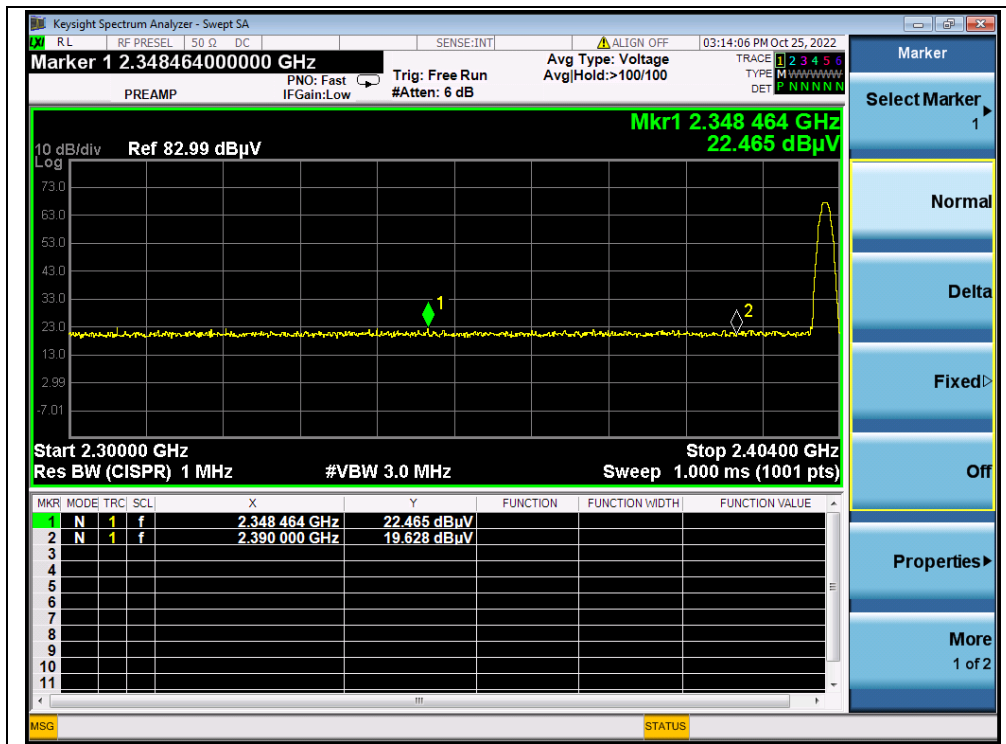 Keysight Spectrum Analyzer - Swept SA
LXI RL RF PRESEL 50 Ω DC SENSE:INT ALIGN OFF 03:14:06 PM Oct 25, 2022
Marker 1 2.348464000000 GHz
PREAMP
PNO: Fast
IFGain:Low
Trig: Free Run
#Atten: 6 dB
Avg Type: Voltage
Avg|Hold:>100/100
TRACE 1 2 3 4 5 6
TYPE M WWWWW
DET P N N N N N
Mkr1 2.348 464 GHz
22.465 dBµV
10 dB/div Ref 82.99 dBµV
Log
73.0
63.0
53.0
43.0
33.0
23.0
13.0
2.99
-7.01
1
2
Start 2.30000 GHz Stop 2.40400 GHz
Res BW (CISPR) 1 MHz #VBW 3.0 MHz Sweep 1.000 ms (1001 pts)
MKR MODE TRC SCL X Y FUNCTION FUNCTION WIDTH FUNCTION VALUE
1 N 1 f 2.348 464 GHz 22.465 dBµV
2 N 1 f 2.390 000 GHz 19.628 dBµV
3
4
5
6
7
8
9
10
11
MSG STATUS
Marker
Select Marker
1
Normal
Delta
Fixed
Off
Properties
More
1 of 2